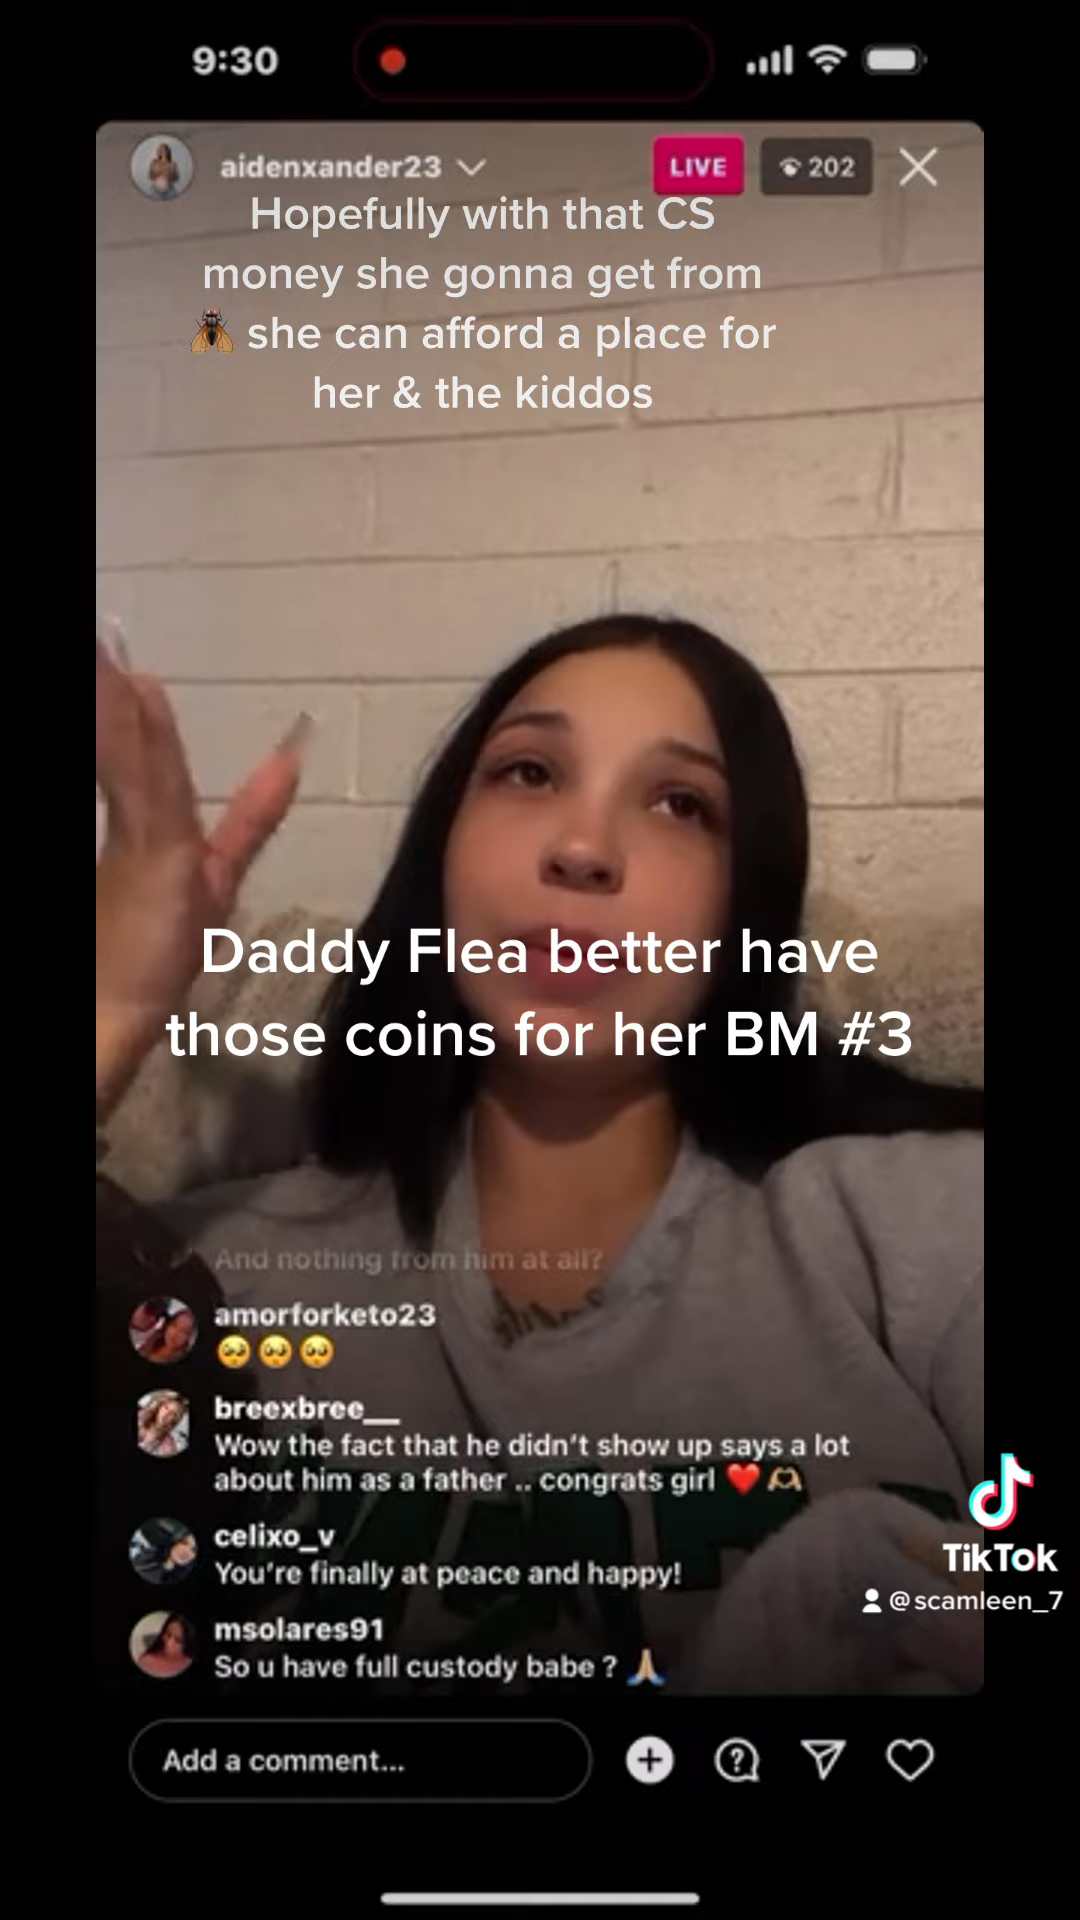 9:30
aidenxander23
LIVE
202
Hopefully with that CS
money she gonna get from
🪰 she can afford a place for
her & the kiddos
Daddy Flea better have
those coins for her BM #3
And nothing from him at all?
amorforketo23
🥺🥺🥺
breexbree__
Wow the fact that he didn't show up says a lot
about him as a father .. congrats girl ❤️🫶🏼
celixo_v
You're finally at peace and happy!
msolares91
So u have full custody babe ? 🙏🏼
TikTok
@scamleen_7
Add a comment...